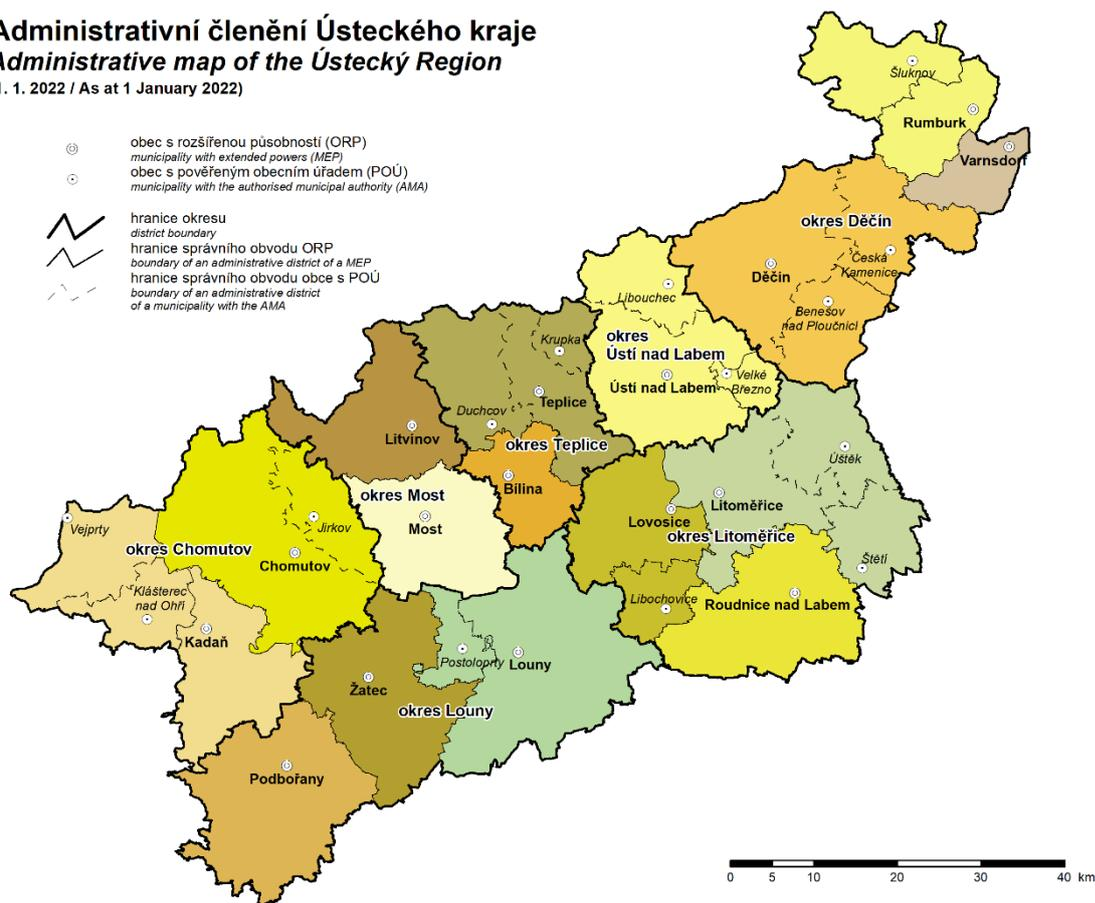 Administrativní členění Ústeckého kraje
Administrative map of the Ústecký Region
1. 1. 2022 / As at 1 January 2022)
obec s rozšířenou působností (ORP)
municipality with extended powers (MEP)
obec s pověřeným obecním úřadem (POÚ)
municipality with the authorised municipal authority (AMA)
hranice okresu
district boundary
hranice správního obvodu ORP
boundary of an administrative district of a MEP
hranice správního obvodu obce s POÚ
boundary of an administrative district
of a municipality with the AMA
Šluknov
Rumburk
Varnsdorf
okres Děčín
Česká
Kamenice
Děčín
Benešov
nad Ploučnicí
Libouchec
okres
Ústí nad Labem
Ústí nad Labem
Velké
Březno
Krupka
Teplice
Duchcov
okres Teplice
Bílina
Litvínov
okres Most
Most
Vejprty
okres Chomutov
Jirkov
Chomutov
Klášterec
nad Ohří
Kadaň
Úštěk
Litoměřice
Lovosice
okres Litoměřice
Štětí
Libochovice
Roudnice nad Labem
Postoloprty
Louny
Žatec
okres Louny
Podbořany
0 5 10 20 30 40 km